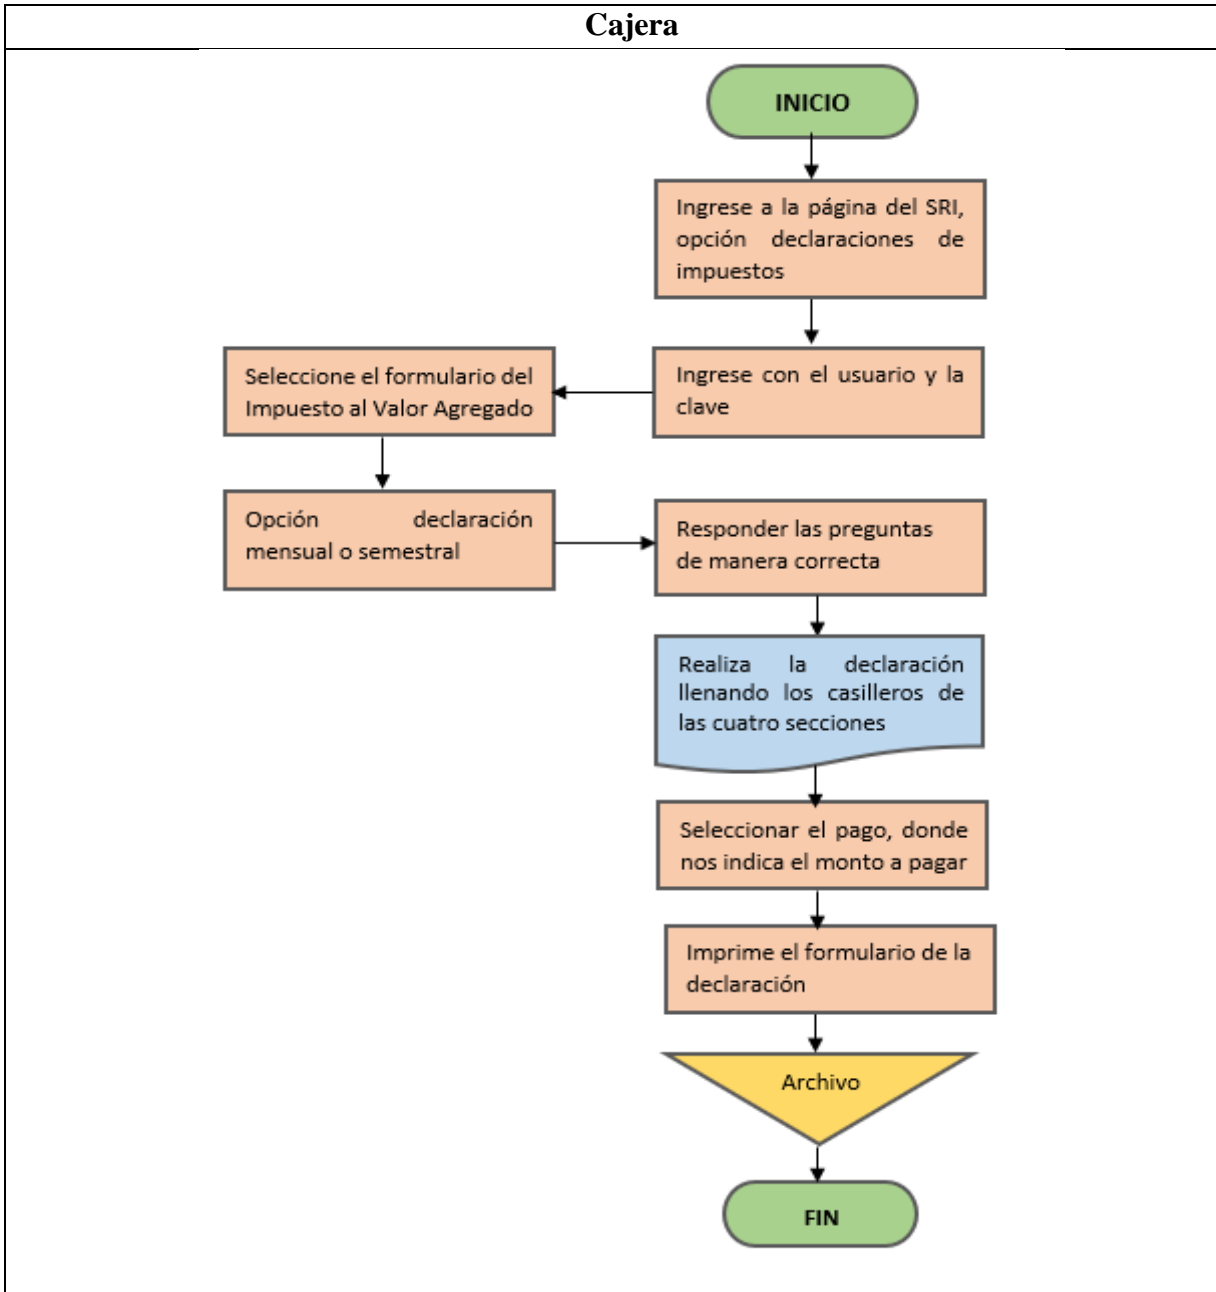 Cajera
INICIO
Ingrese a la página del SRI,
opción declaraciones de
impuestos
Ingrese con el usuario y la
clave
Seleccione el formulario del
Impuesto al Valor Agregado
Opción declaración
mensual o semestral
Responder las preguntas
de manera correcta
Realiza la declaración
llenando los casilleros de
las cuatro secciones
Seleccionar el pago, donde
nos indica el monto a pagar
Imprime el formulario de la
declaración
Archivo
FIN